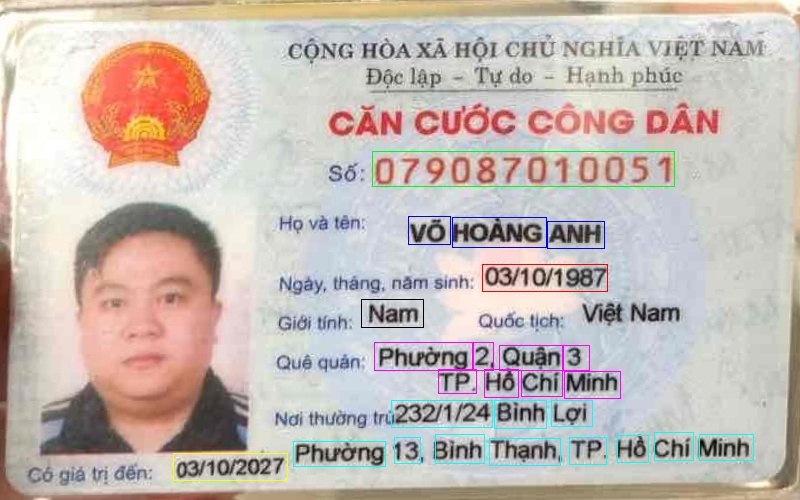 CỘNG HÒA XÃ HỘI CHỦ NGHĨA VIỆT NAM
Độc lập - Tự do - Hạnh phúc
CĂN CƯỚC CÔNG DÂN
Số: 079087010051
Họ và tên: VÕ HOÀNG ANH
Ngày, tháng, năm sinh: 03/10/1987
Giới tính: Nam Quốc tịch: Việt Nam
Quê quán: Phường 2, Quận 3
TP. Hồ Chí Minh
Nơi thường trú: 232/1/24 Bình Lợi
Phường 13, Bình Thạnh, TP. Hồ Chí Minh
Có giá trị đến: 03/10/2027